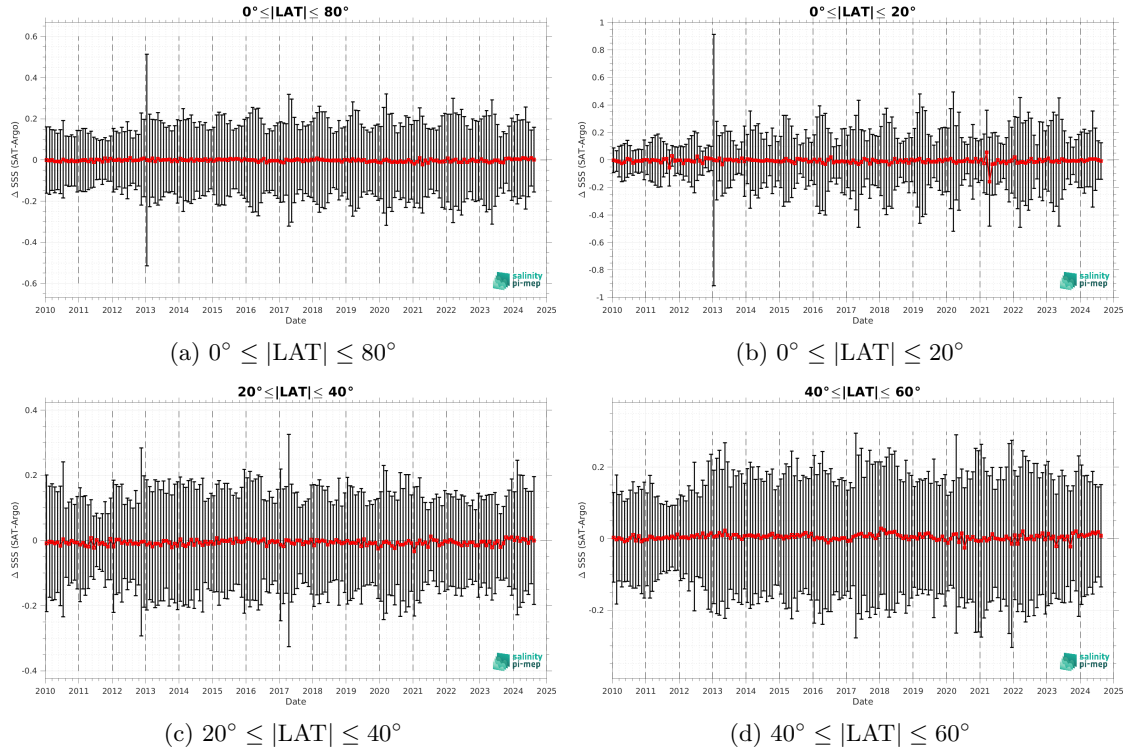 0°≤|LAT|≤ 80°
Δ SSS (SAT-Argo)
0.6
0.4
0.2
0
-0.2
-0.4
-0.6
2010 2011 2012 2013 2014 2015 2016 2017 2018 2019 2020 2021 2022 2023 2024 2025
Date
salinity
pi-mep
(a) 0° ≤ |LAT| ≤ 80°
0°≤|LAT|≤ 20°
Δ SSS (SAT-Argo)
1
0.8
0.6
0.4
0.2
0
-0.2
-0.4
-0.6
-0.8
-1
2010 2011 2012 2013 2014 2015 2016 2017 2018 2019 2020 2021 2022 2023 2024 2025
Date
salinity
pi-mep
(b) 0° ≤ |LAT| ≤ 20°
20°≤|LAT|≤ 40°
Δ SSS (SAT-Argo)
0.4
0.2
0
-0.2
-0.4
2010 2011 2012 2013 2014 2015 2016 2017 2018 2019 2020 2021 2022 2023 2024 2025
Date
salinity
pi-mep
(c) 20° ≤ |LAT| ≤ 40°
40°≤|LAT|≤ 60°
Δ SSS (SAT-Argo)
0.2
0
-0.2
2010 2011 2012 2013 2014 2015 2016 2017 2018 2019 2020 2021 2022 2023 2024 2025
Date
salinity
pi-mep
(d) 40° ≤ |LAT| ≤ 60°